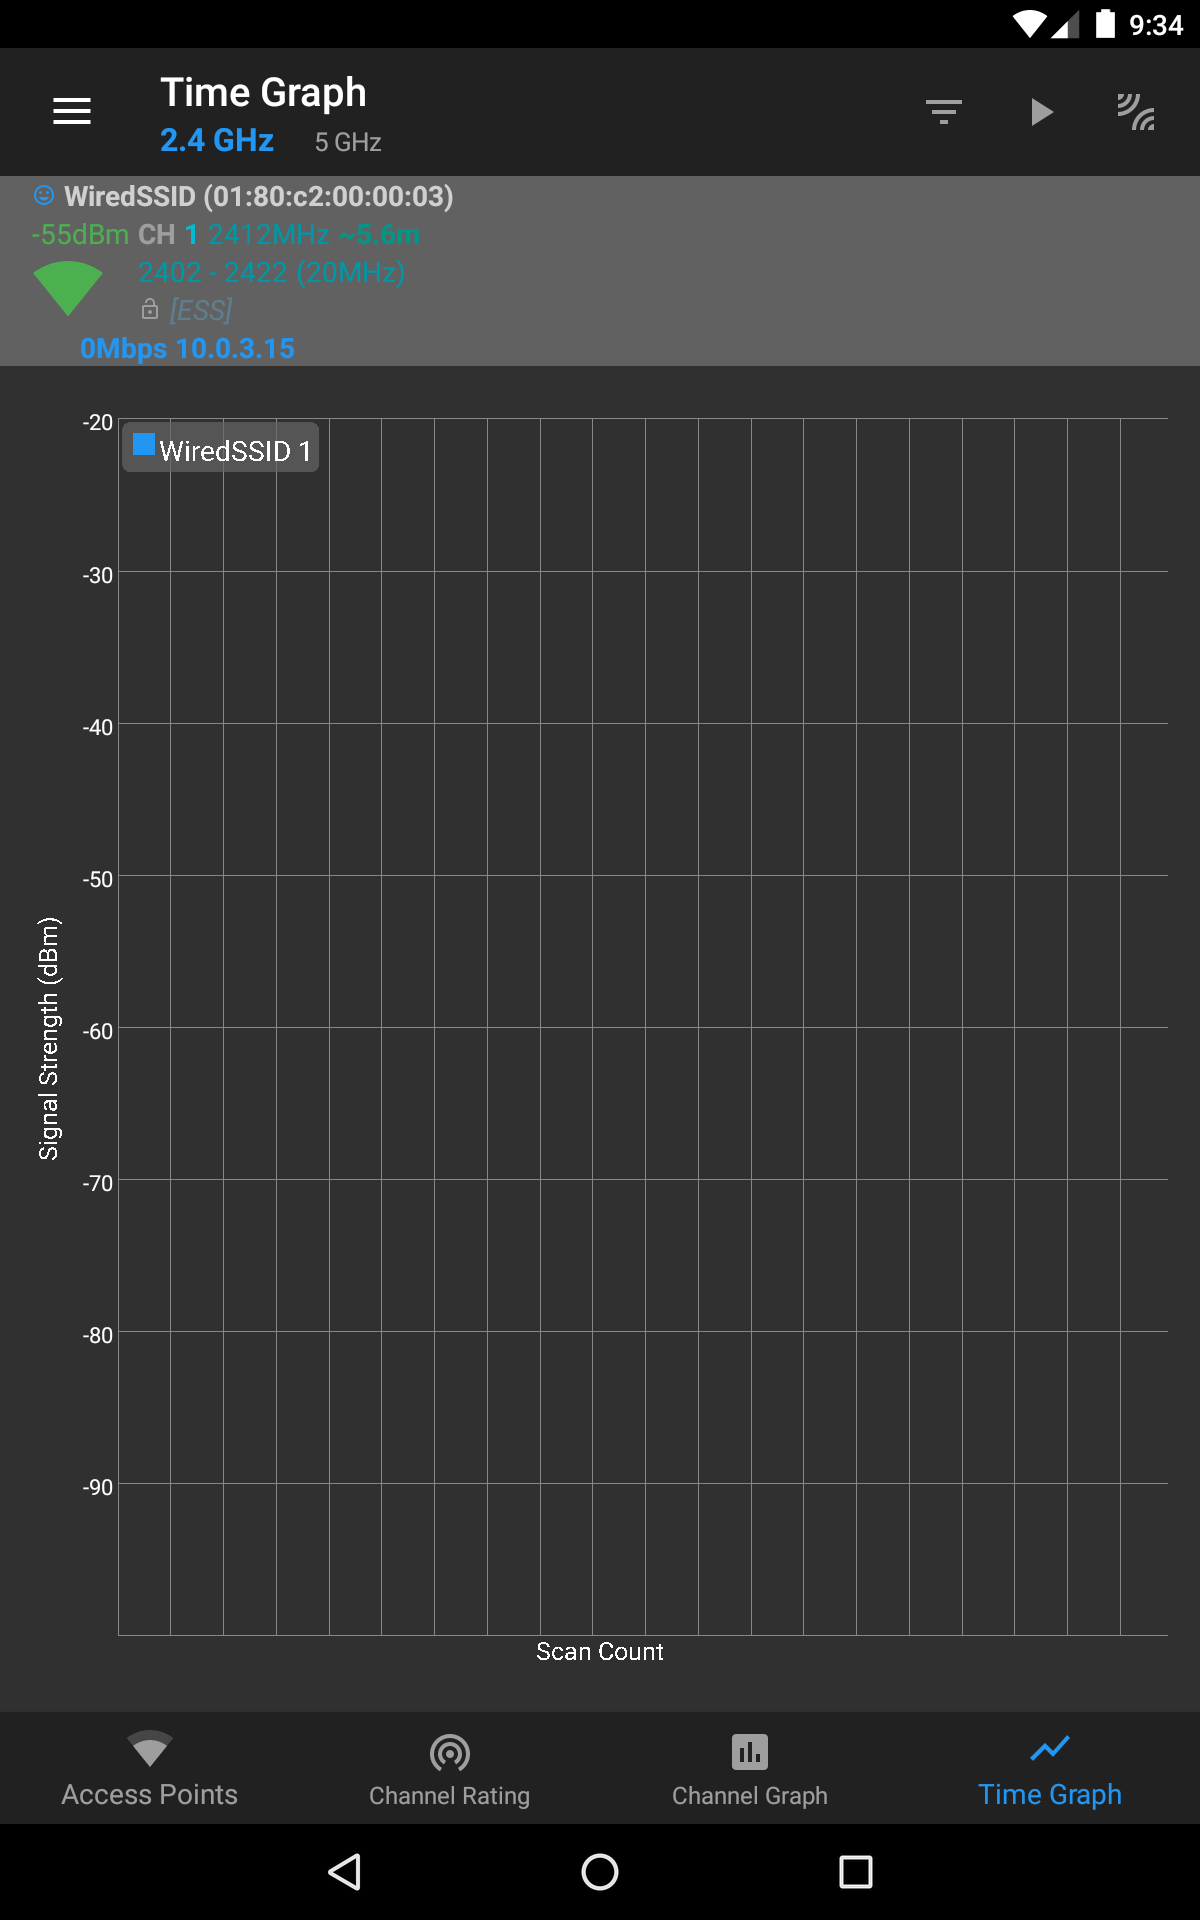 9:34
Time Graph
2.4 GHz 5 GHz
WiredSSID (01:80:c2:00:00:03)
-55dBm CH 1 2412MHz ~5.6m
2402 - 2422 (20MHz)
[ESS]
0Mbps 10.0.3.15
WiredSSID 1
-20
-30
-40
-50
-60
-70
-80
-90
Signal Strength (dBm)
Scan Count
Access Points
Channel Rating
Channel Graph
Time Graph